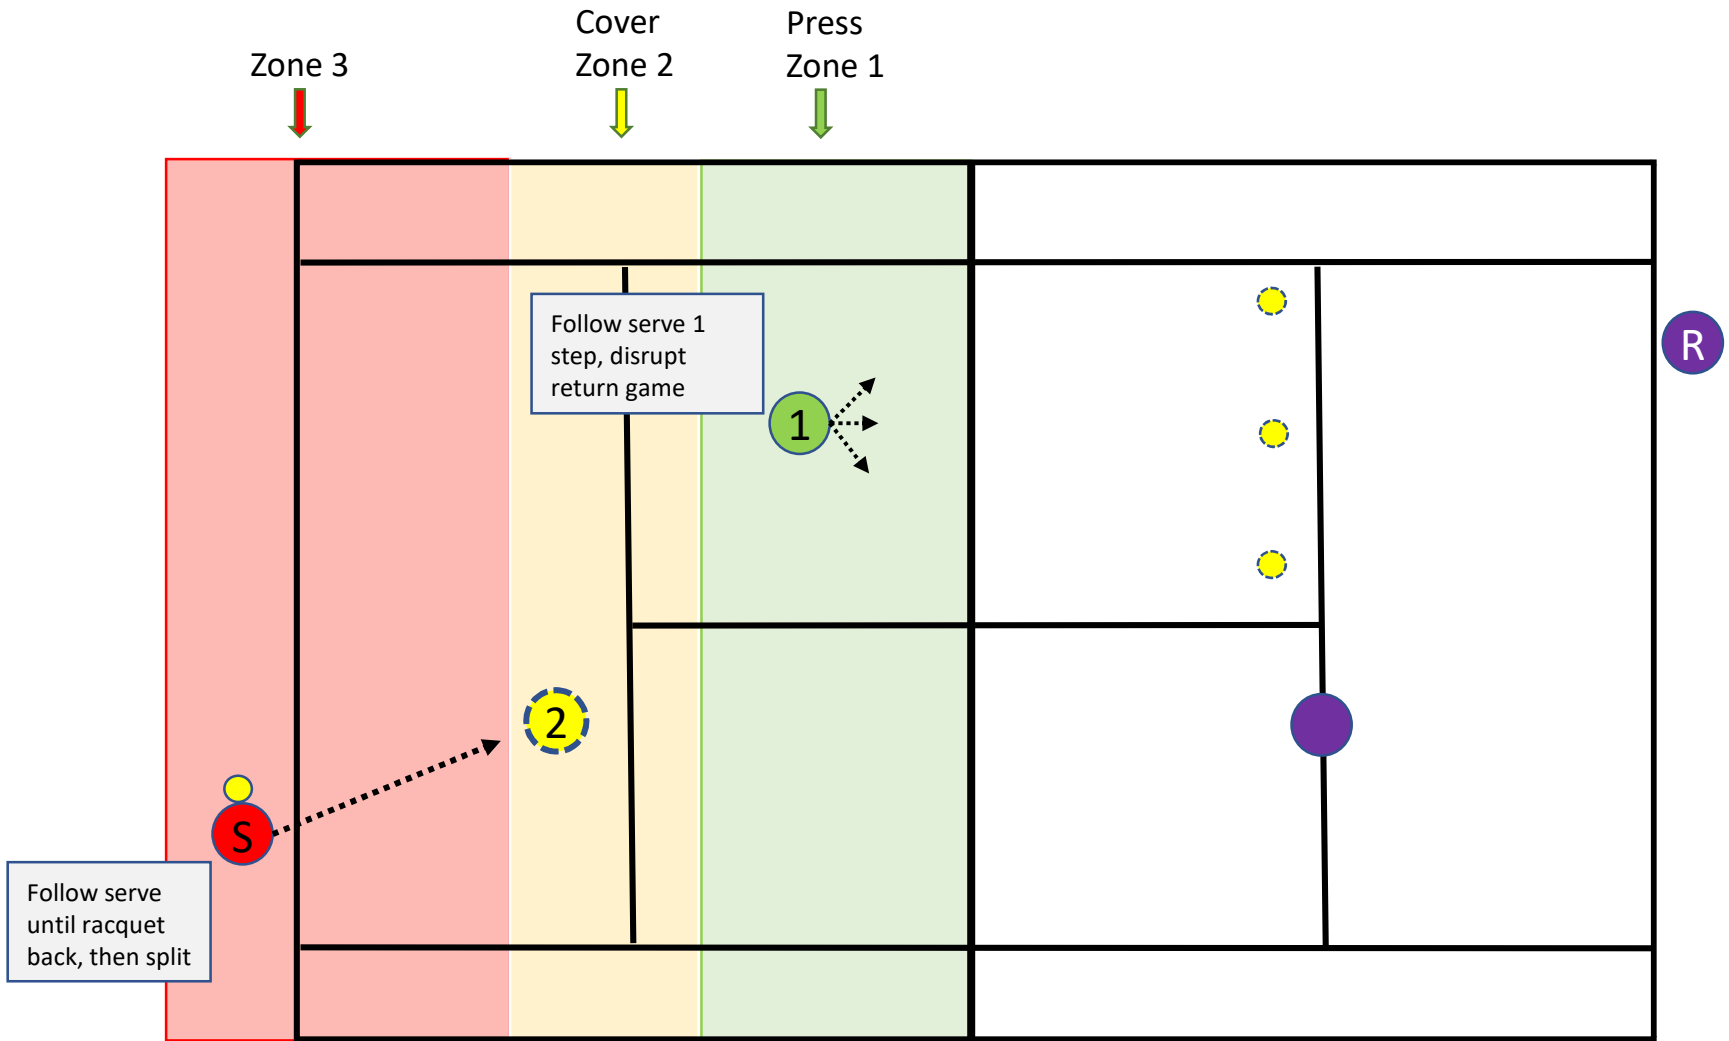 Cover
Press
Zone 3
Zone 2
Zone 1
Follow serve 1
step, disrupt
return game
R
1
2
S
Follow serve
until racquet
back, then split